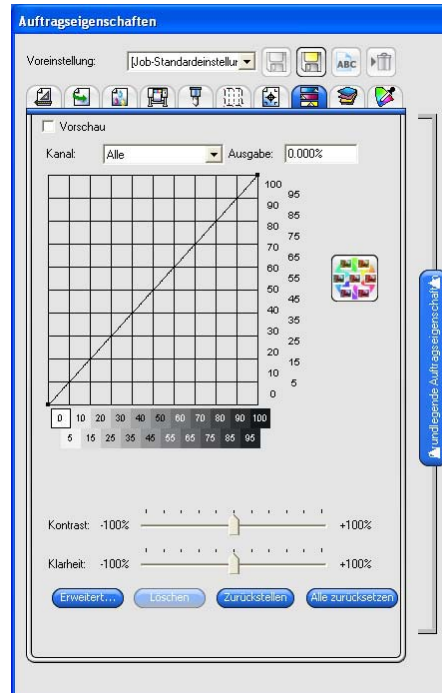 Auftragseigenschaften
Voreinstellung: [Job-Standardeinstellur
ABC
Vorschau
Kanal: Alle Ausgabe: 0.000%
100
95
90
85
80
75
70
65
60
55
50
45
40
35
30
25
20
15
10
5
0
0 10 20 30 40 50 60 70 80 90 100
5 15 25 35 45 55 65 75 85 95
Kontrast: -100% +100%
Klarheit: -100% +100%
Erweitert... Löschen Zurückstellen Alle zurücksetzen
Grundlegende Auftragseigenschaften